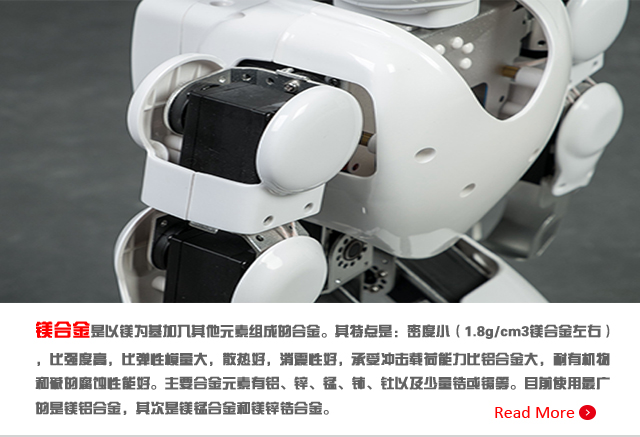 镁合金是以镁为基加入其他元素组成的合金。其特点是：密度小（1.8g/cm3镁合金左右）
，比强度高，比弹性模量大，散热好，消震性好，承受冲击载荷能力比铝合金大，耐有机物
和碱的腐蚀性能好。主要合金元素有铝、锌、锰、铈、钍以及少量锆或镉等。目前使用最广
的是镁铝合金，其次是镁锰合金和镁锌锆合金。
Read More